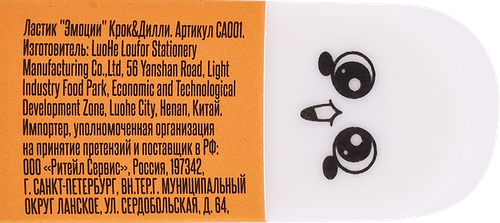 Ластик "Эмоции" Крок&Дилли. Артикул CA001.
Изготовитель: LuoHe Loufor Stationery
Manufacturing Co.,Ltd, 56 Yanshan Road, Light
Industry Food Park, Economic and Technological
Development Zone, Luohe City, Henan, Китай.
Импортер, уполномоченная организация
на принятие претензий и поставщик в РФ:
ООО «Ритейл Сервис», Россия, 197342,
Г. САНКТ-ПЕТЕРБУРГ, ВН.ТЕР.Г. МУНИЦИПАЛЬНЫЙ
ОКРУГ ЛАНСКОЕ, УЛ. СЕРДОБОЛЬСКАЯ, Д. 64,